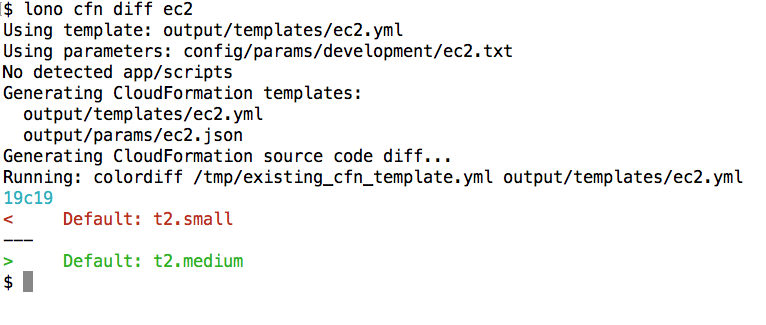 $ lono cfn diff ec2
Using template: output/templates/ec2.yml
Using parameters: config/params/development/ec2.txt
No detected app/scripts
Generating CloudFormation templates:
  output/templates/ec2.yml
  output/params/ec2.json
Generating CloudFormation source code diff...
Running: colordiff /tmp/existing_cfn_template.yml output/templates/ec2.yml
19c19
<     Default: t2.small
---
>     Default: t2.medium
$